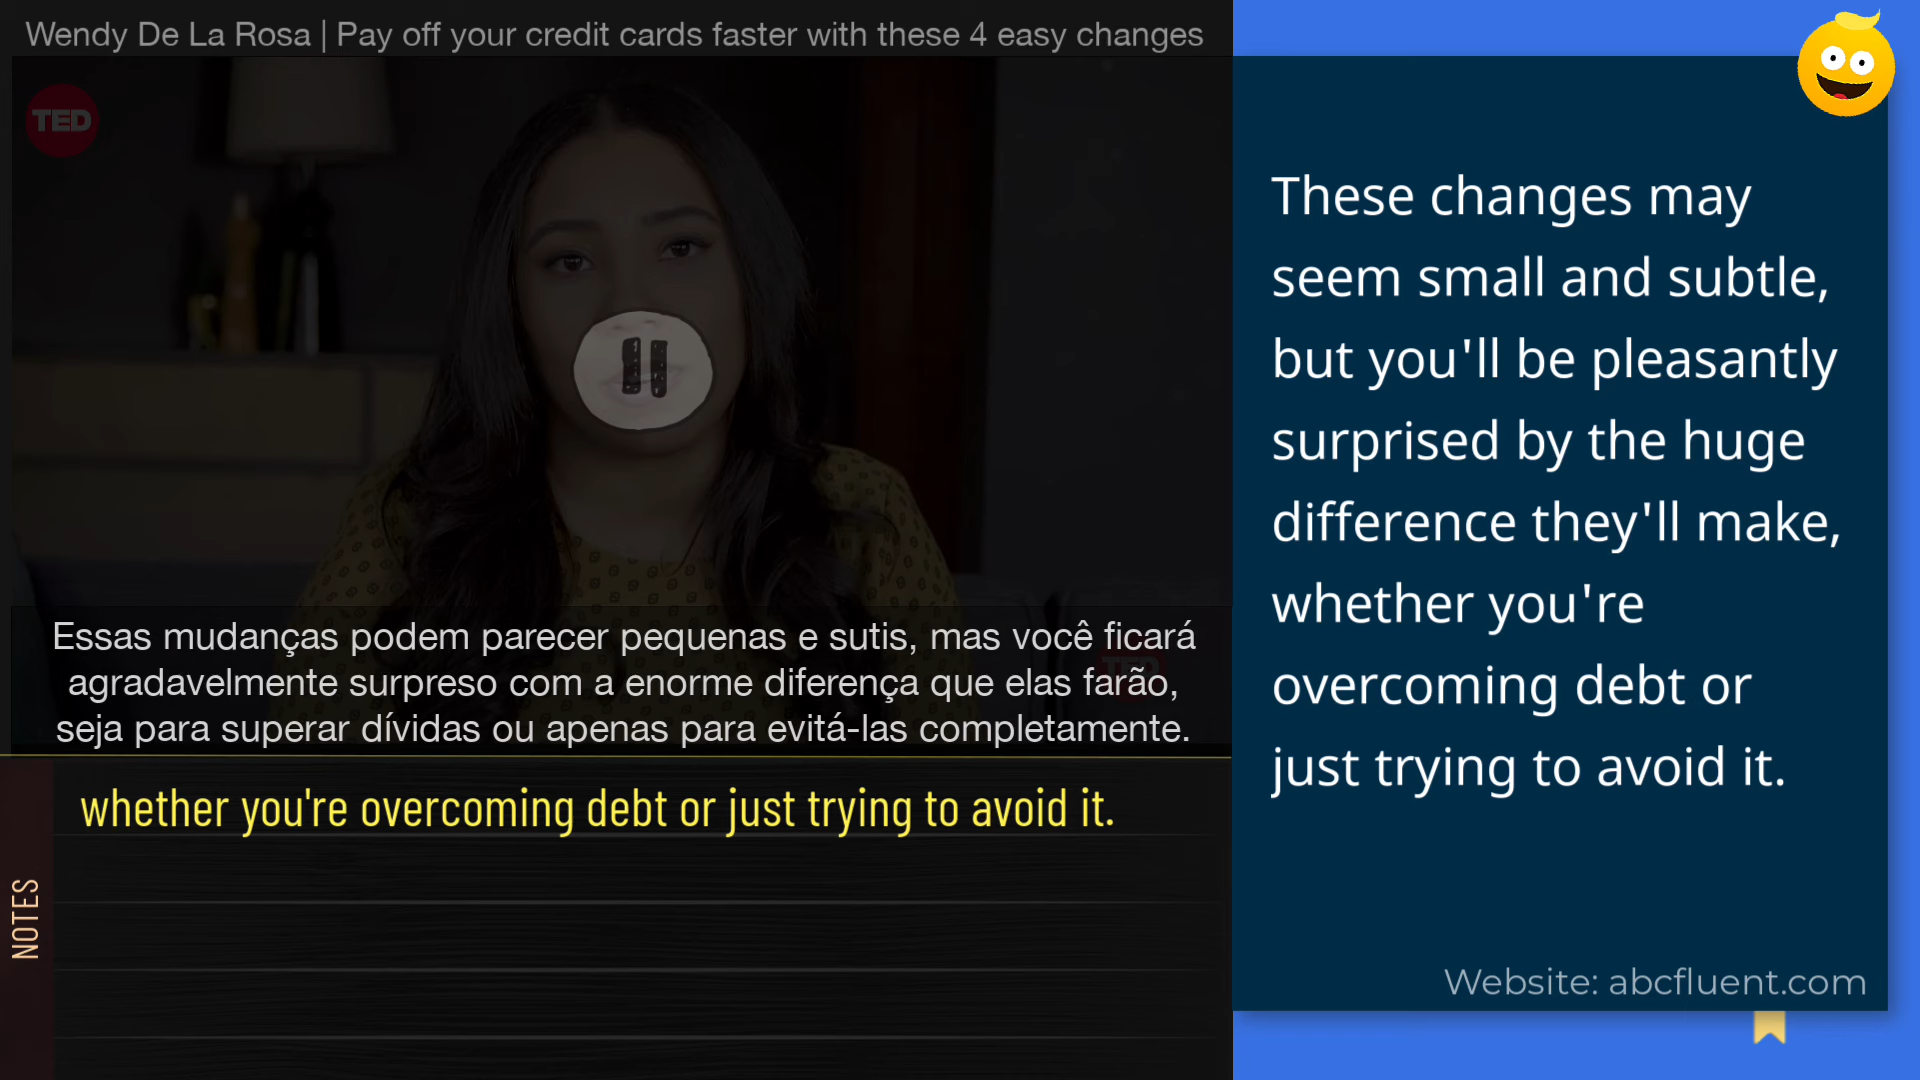 Wendy De La Rosa | Pay off your credit cards faster with these 4 easy changes
TED
Essas mudanças podem parecer pequenas e sutis, mas você ficará
agradavelmente surpreso com a enorme diferença que elas farão,
seja para superar dívidas ou apenas para evitá-las completamente.
TED
whether you're overcoming debt or just trying to avoid it.
NOTES
These changes may
seem small and subtle,
but you'll be pleasantly
surprised by the huge
difference they'll make,
whether you're
overcoming debt or
just trying to avoid it.
Website: abcfluent.com